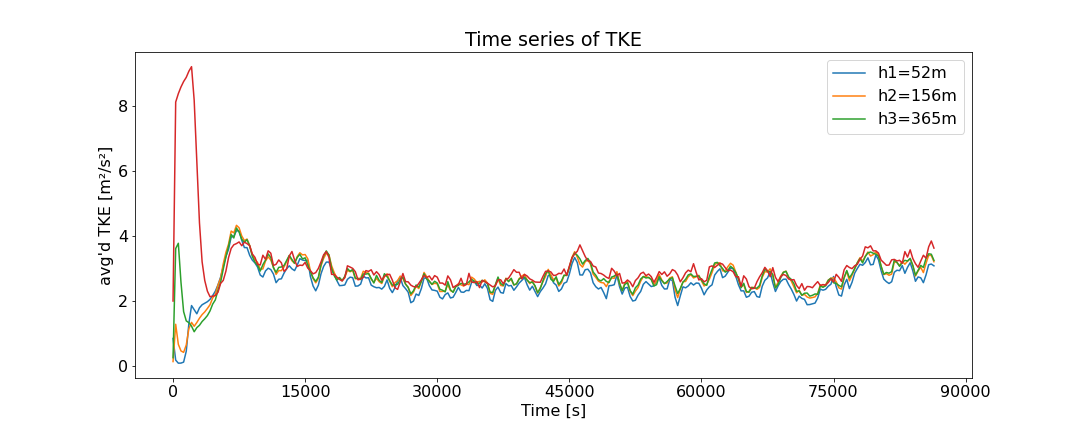 Time series of TKE
h1=52m
h2=156m
h3=365m
avg'd TKE [m²/s²]
8
6
4
2
0
0 15000 30000 45000 60000 75000 90000
Time [s]